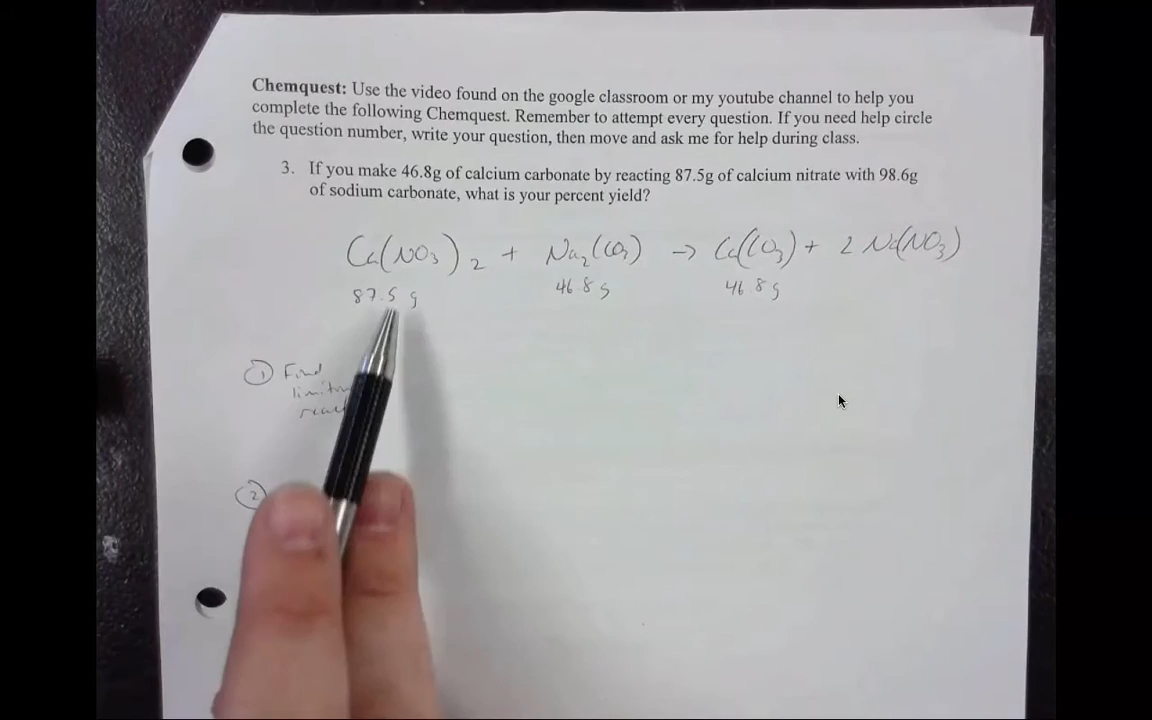 Chemquest: Use the video found on the google classroom or my youtube channel to help you
complete the following Chemquest. Remember to attempt every question. If you need help circle
the question number, write your question, then move and ask me for help during class.
3. If you make 46.8g of calcium carbonate by reacting 87.5g of calcium nitrate with 98.6g
of sodium carbonate, what is your percent yield?
Ca(NO₃)₂ + Na₂(CO₃) → Ca(CO₃) + 2 Na(NO₃)
87.5 g 46.8 g 46.8 g
① Find
②